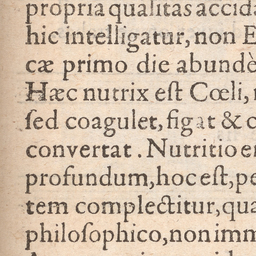 propria qualitas accida
hic intelligatur, non E
cæ primo die abundè
Hæc nutrix eſt Cœli,
ſed coagulet, figat & c
convertat. Nutritio e
profundum, hoc eſt, pe
tem complectitur, qua
philoſophico, non imm